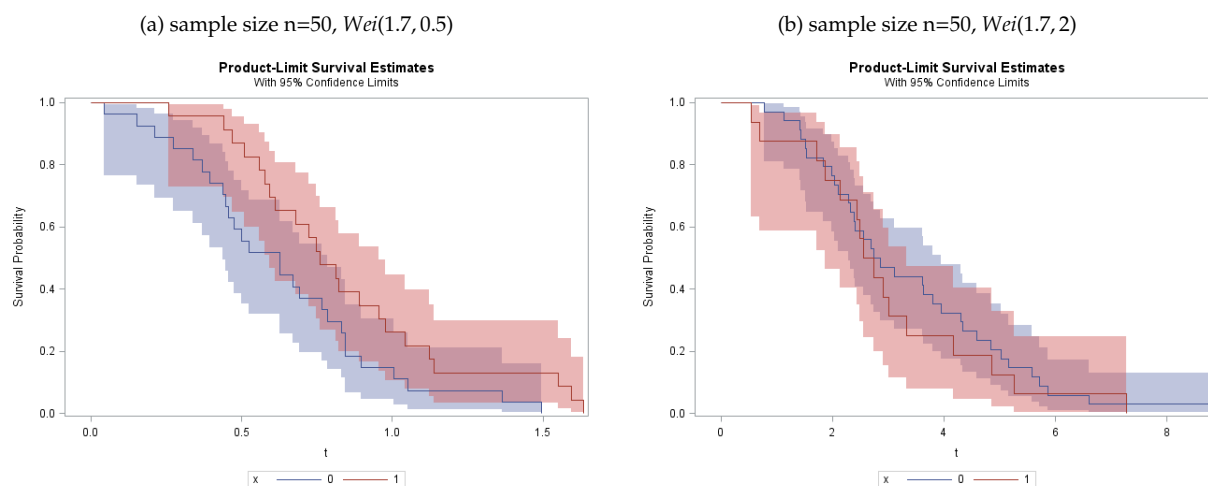 (a) sample size n=50, Wei(1.7, 0.5)
Product-Limit Survival Estimates
With 95% Confidence Limits
Survival Probability
1.0
0.8
0.6
0.4
0.2
0.0
0.0 0.5 1.0 1.5
t
x 0 1
(b) sample size n=50, Wei(1.7, 2)
Product-Limit Survival Estimates
With 95% Confidence Limits
Survival Probability
1.0
0.8
0.6
0.4
0.2
0.0
0 2 4 6 8
t
x 0 1